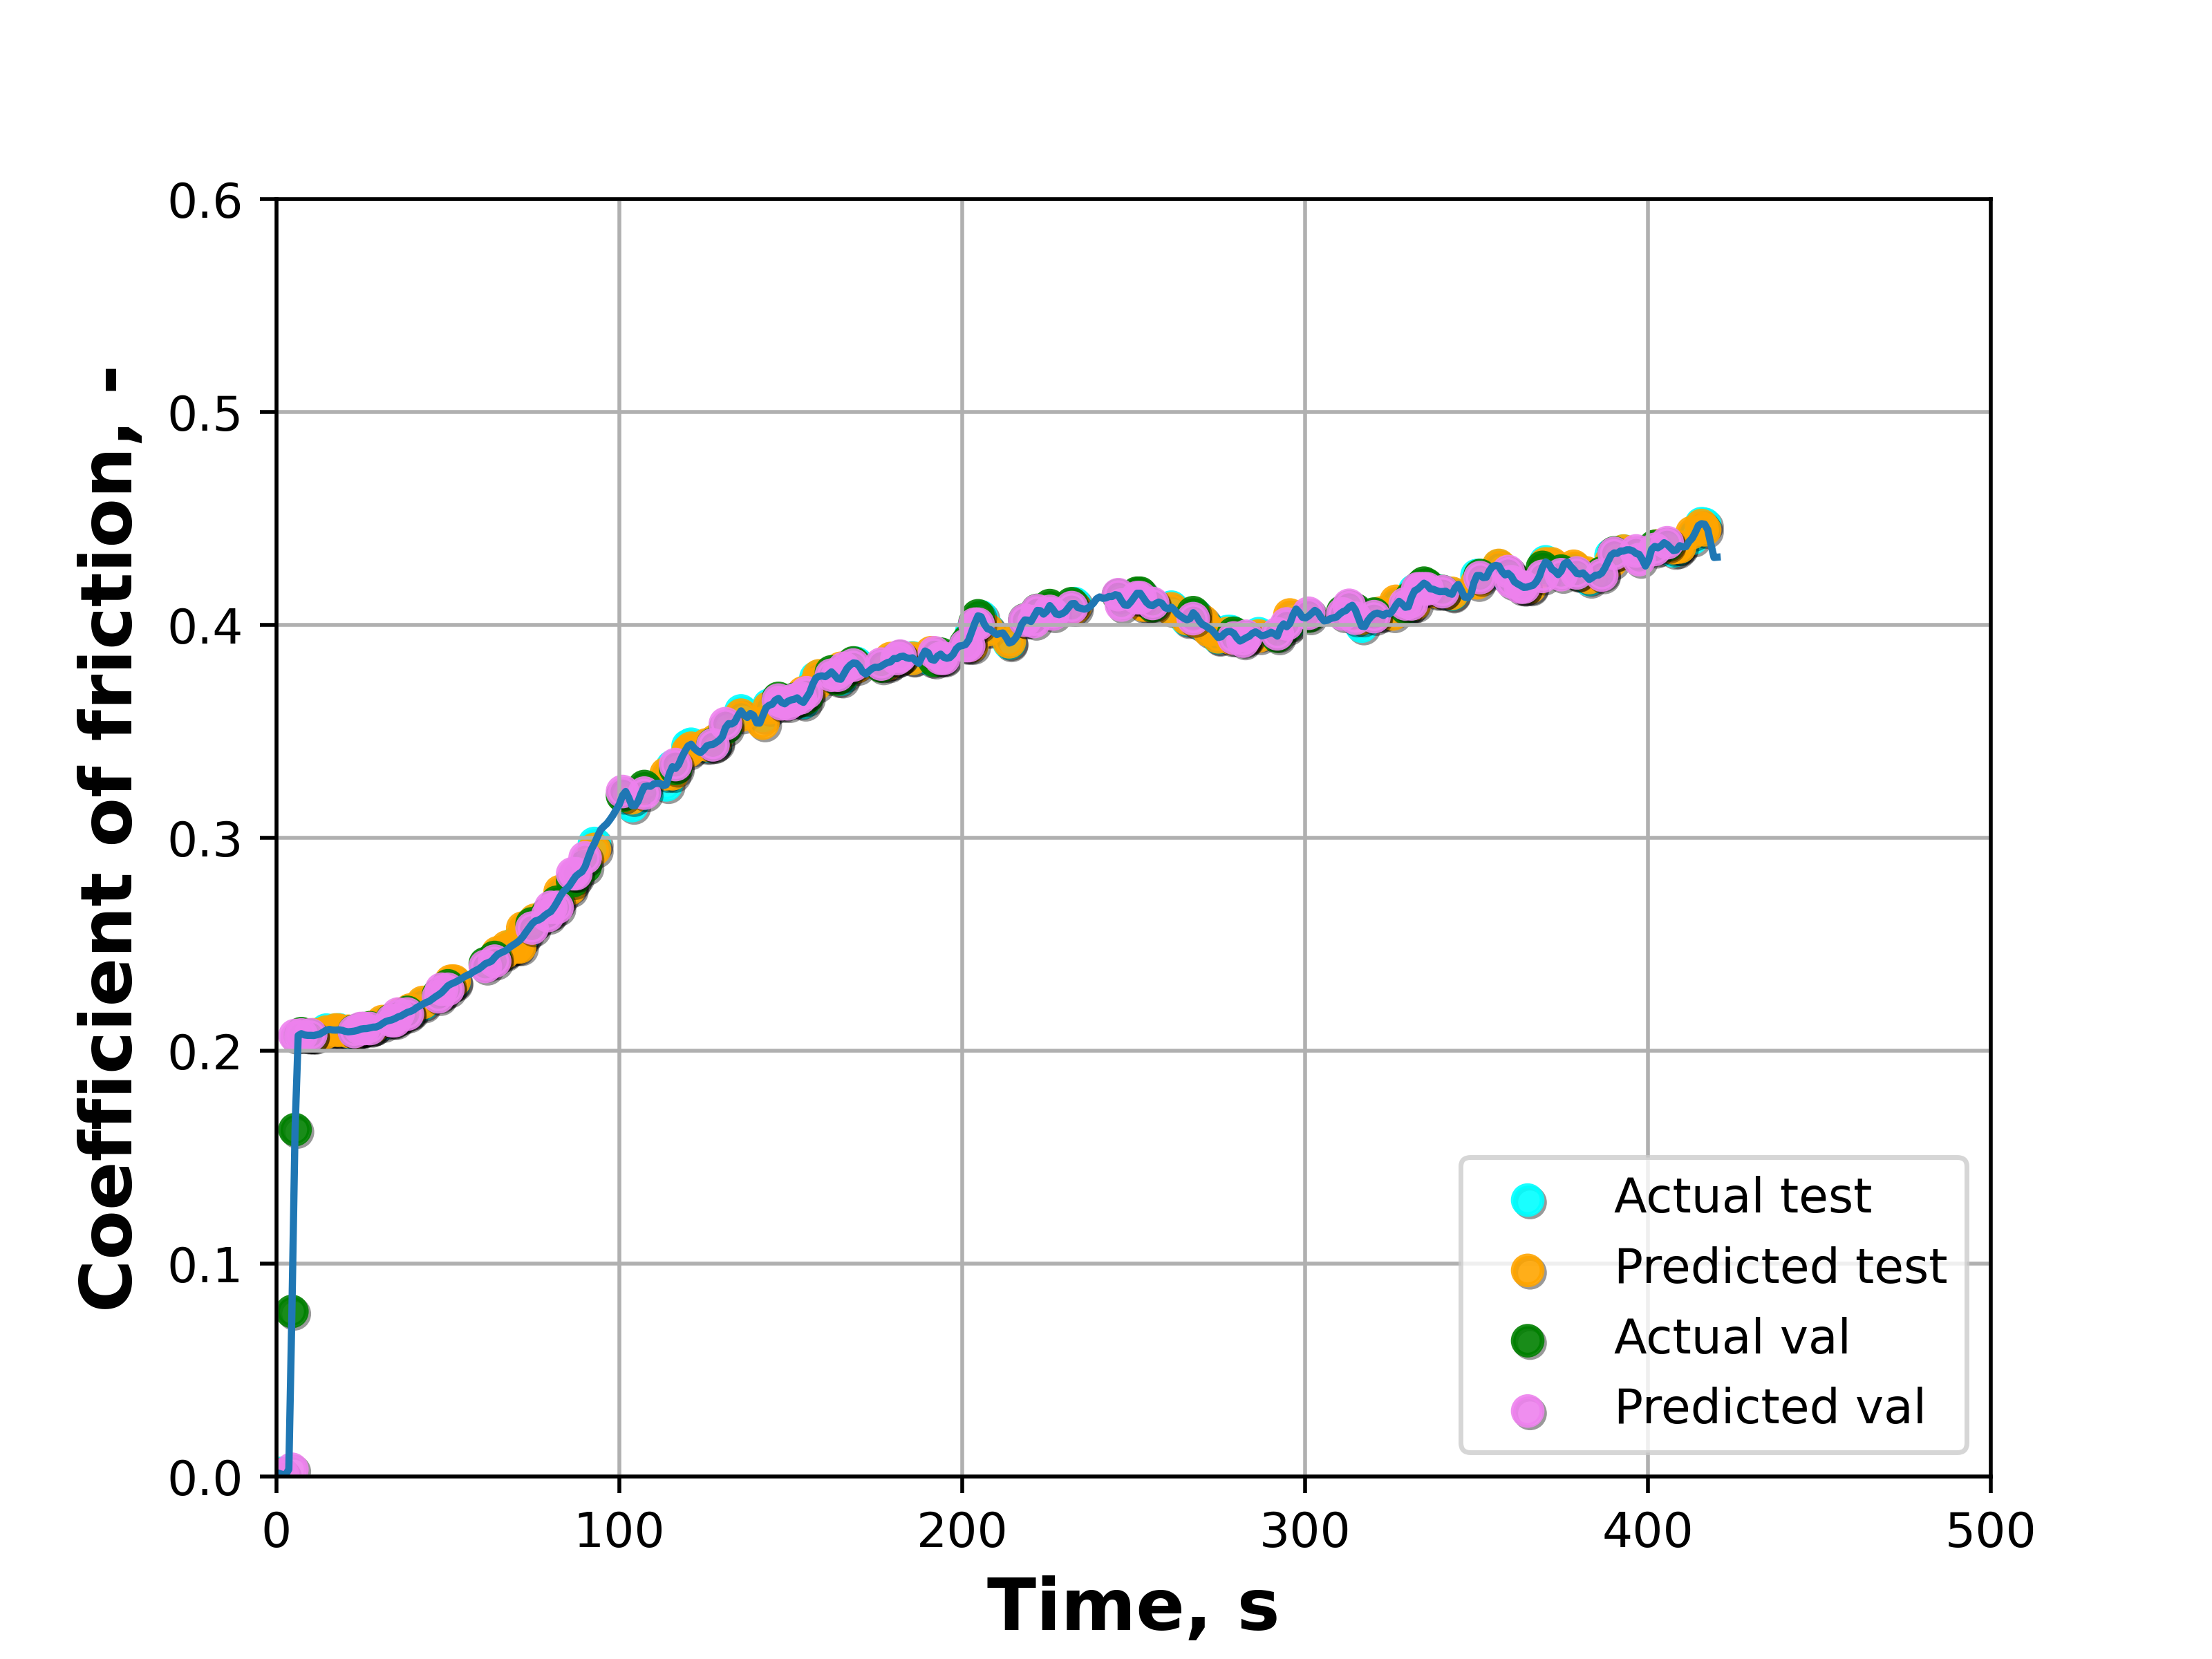 0.6
0.5
0.4
0.3
0.2
0.1
0.0
Coefficient of friction, -
Actual test
Predicted test
Actual val
Predicted val
0 100 200 300 400 500
Time, s